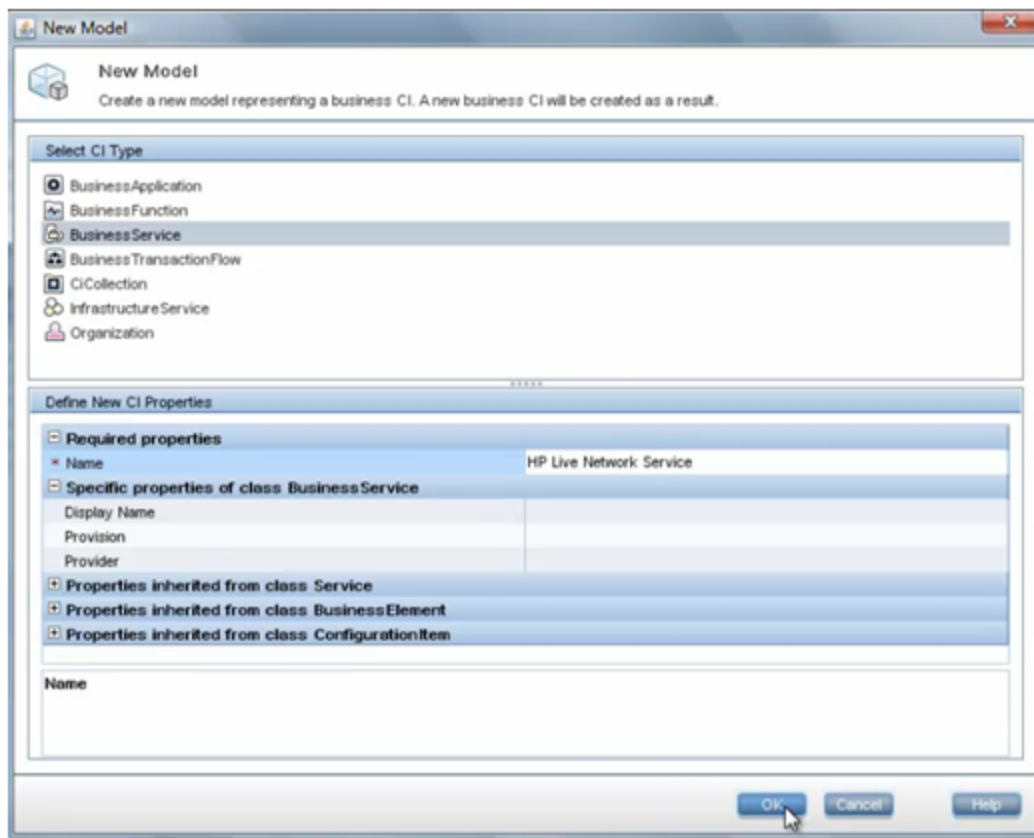 New Model
New Model
Create a new model representing a business CI. A new business CI will be created as a result.
Select CI Type
BusinessApplication
BusinessFunction
BusinessService
BusinessTransactionFlow
CiCollection
InfrastructureService
Organization
Define New CI Properties
Required properties
* Name HP Live Network Service
Specific properties of class BusinessService
Display Name
Provision
Provider
Properties inherited from class Service
Properties inherited from class BusinessElement
Properties inherited from class ConfigurationItem
Name
OK Cancel Help